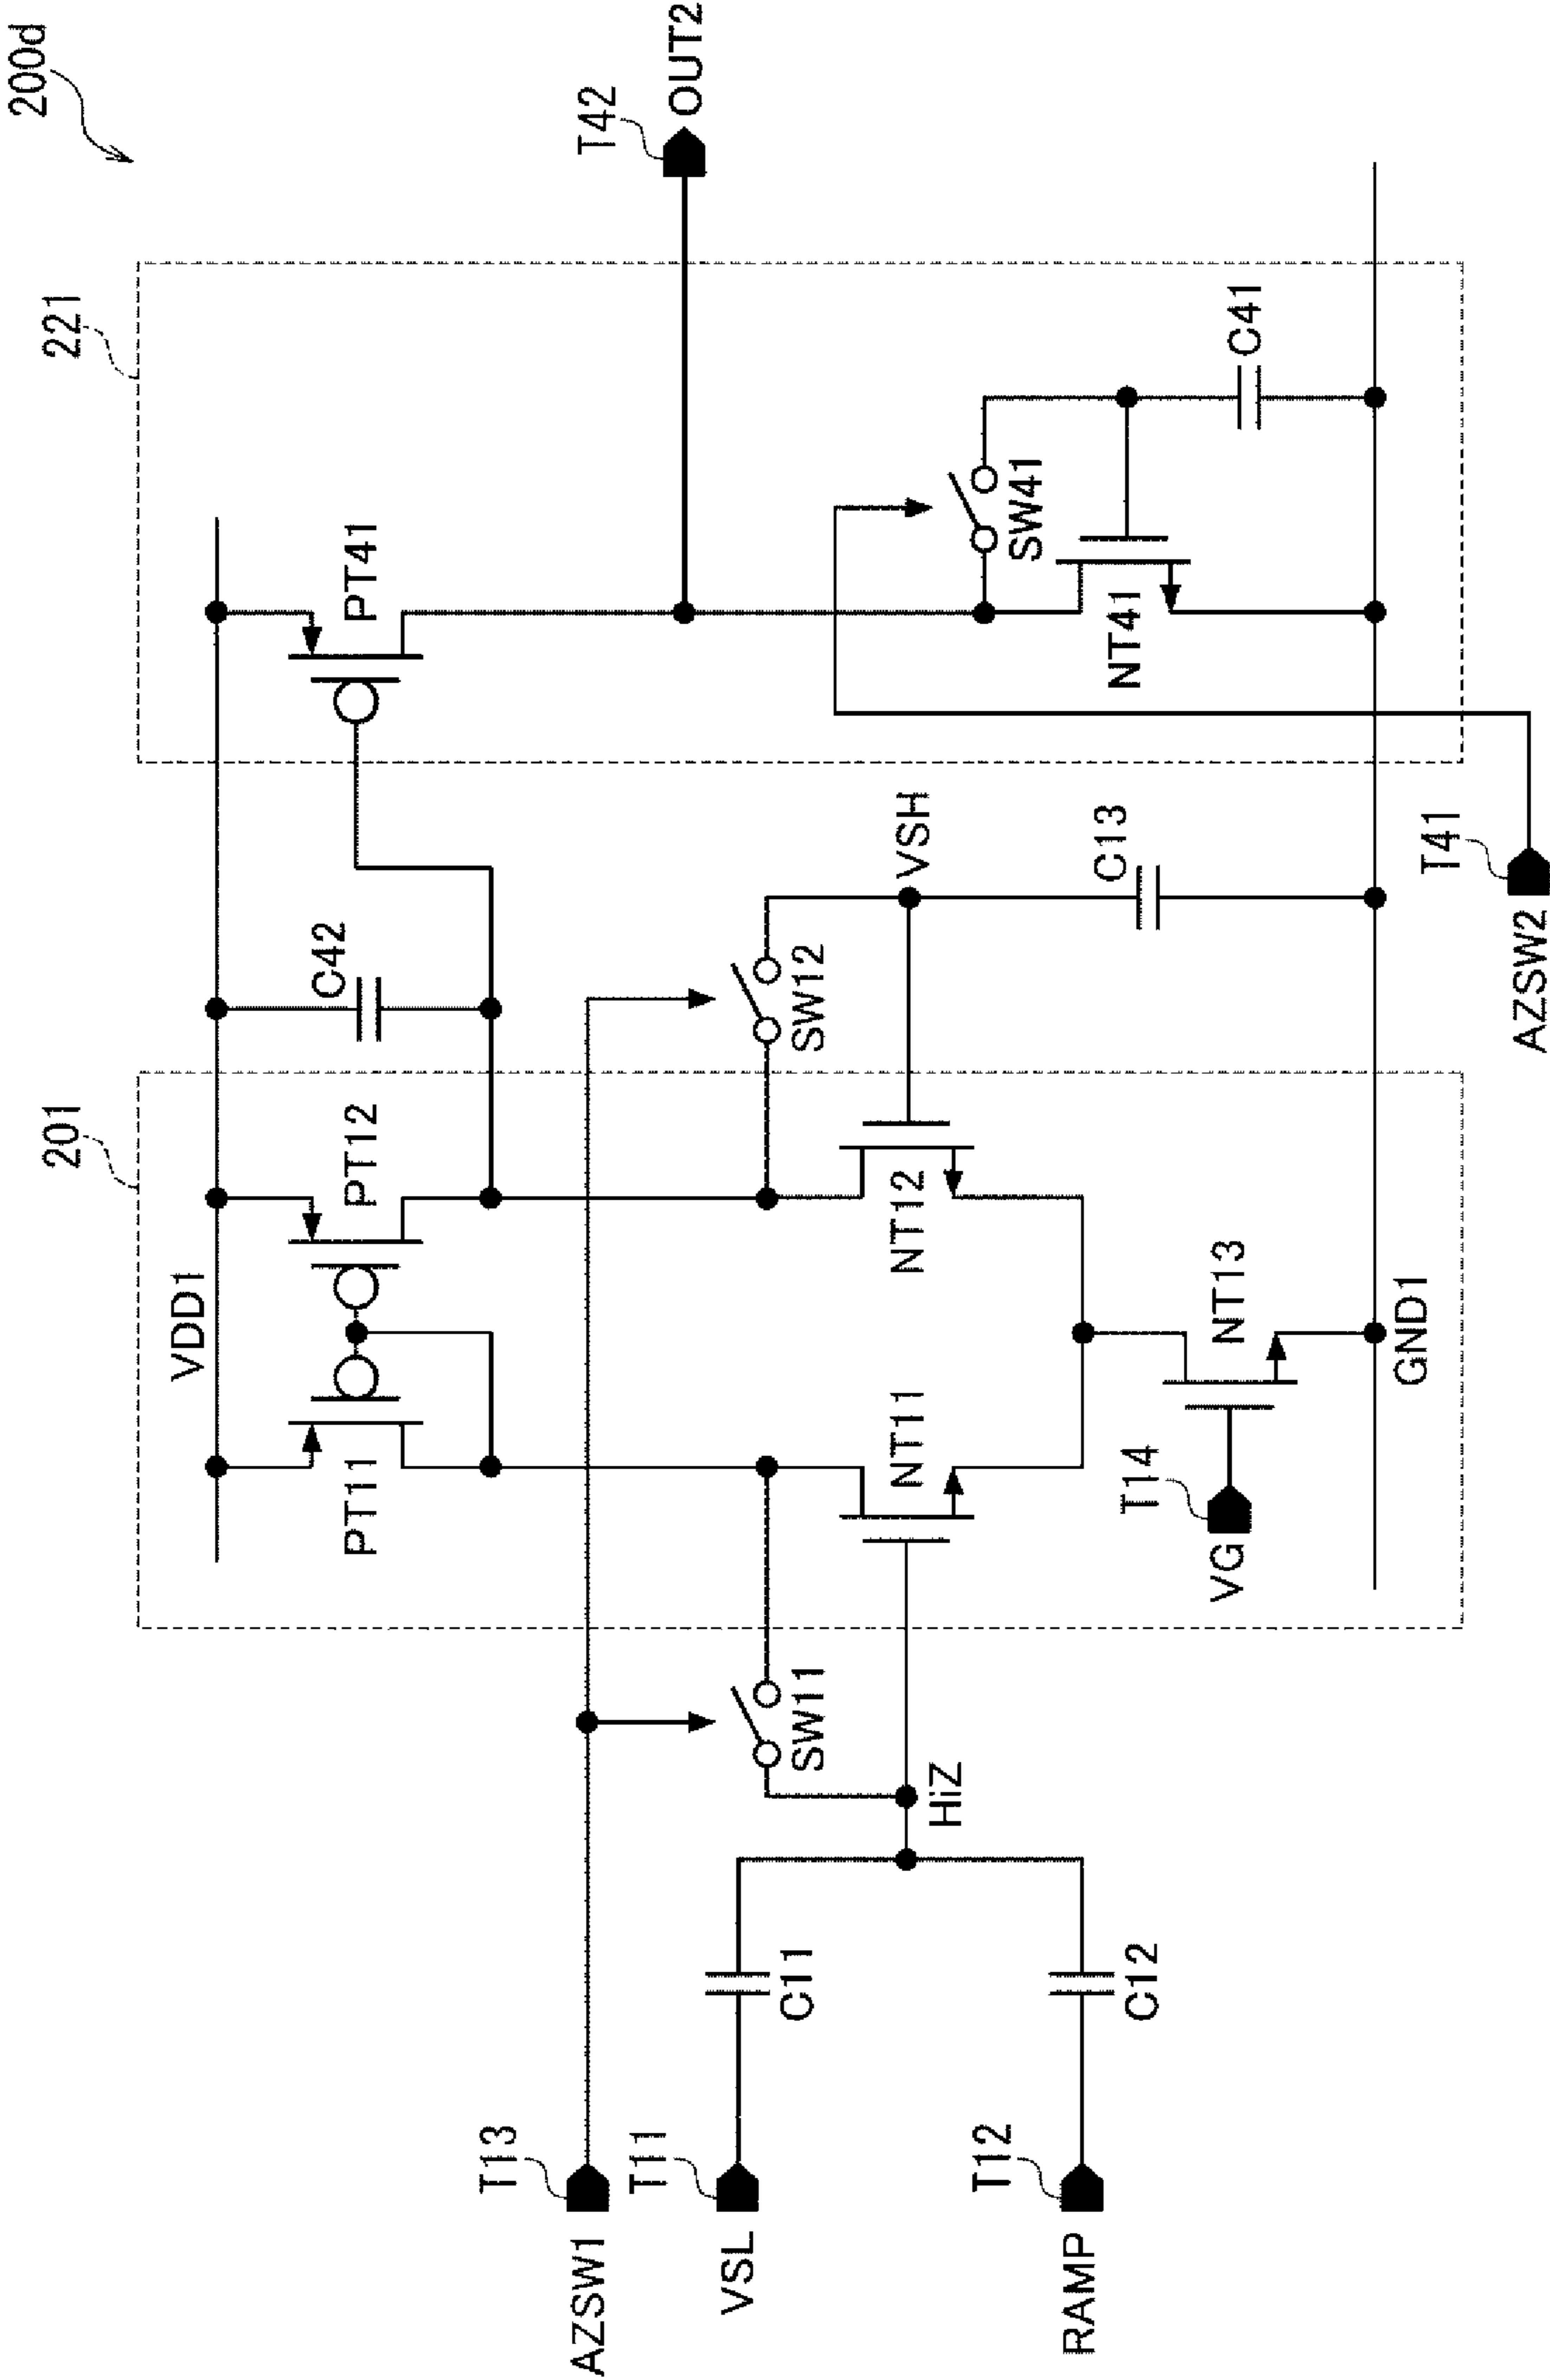 200d
201
221
VDD1
PT11
PT12
C42
PT41
T13
AZSW1
T42
OUT2
T11
VSL
C11
SW11
SW12
SW41
HiZ
NT11
NT12
VSH
NT41
T12
RAMP
C12
T14
VG
NT13
C13
C41
GND1
T41
AZSW2